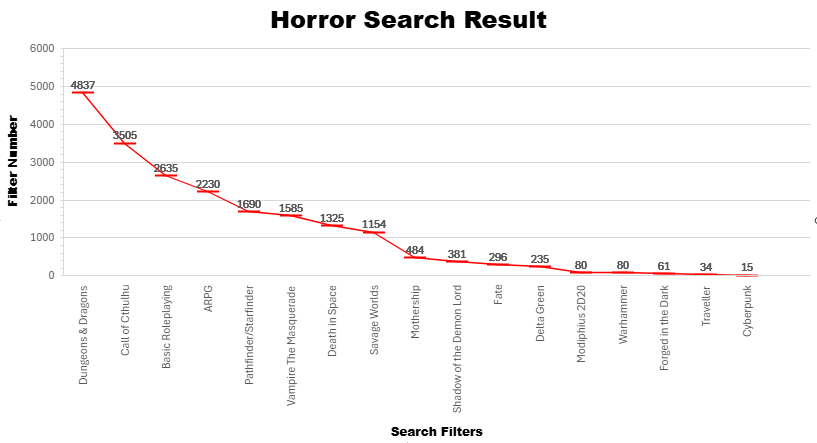 Horror Search Result
6000
5000
4000
3000
2000
1000
0
Filter Number
4837
3505
2635
2230
1690
1585
1325
1154
484
381
296
235
80
80
61
34
15
Dungeons & Dragons
Call of Cthulhu
Basic Roleplaying
ARPG
Pathfinder/Starfinder
Vampire The Masquerade
Death in Space
Savage Worlds
Mothership
Shadow of the Demon Lord
Fate
Delta Green
Modiphius 2D20
Warhammer
Forged in the Dark
Traveller
Cyberpunk
Search Filters